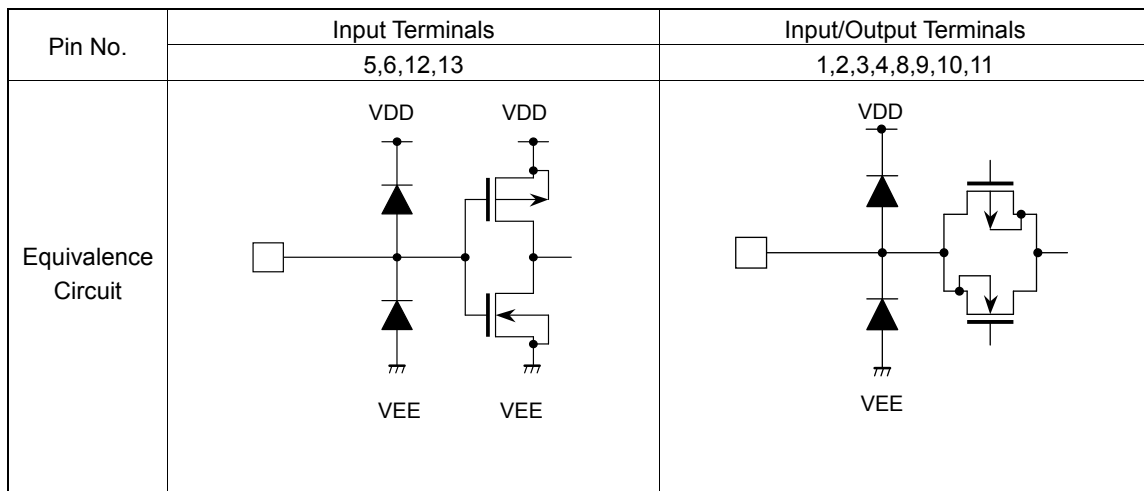 Pin No.
Input Terminals
Input/Output Terminals
5,6,12,13
1,2,3,4,8,9,10,11
Equivalence
Circuit
VDD
VDD
VEE
VEE
VDD
VEE